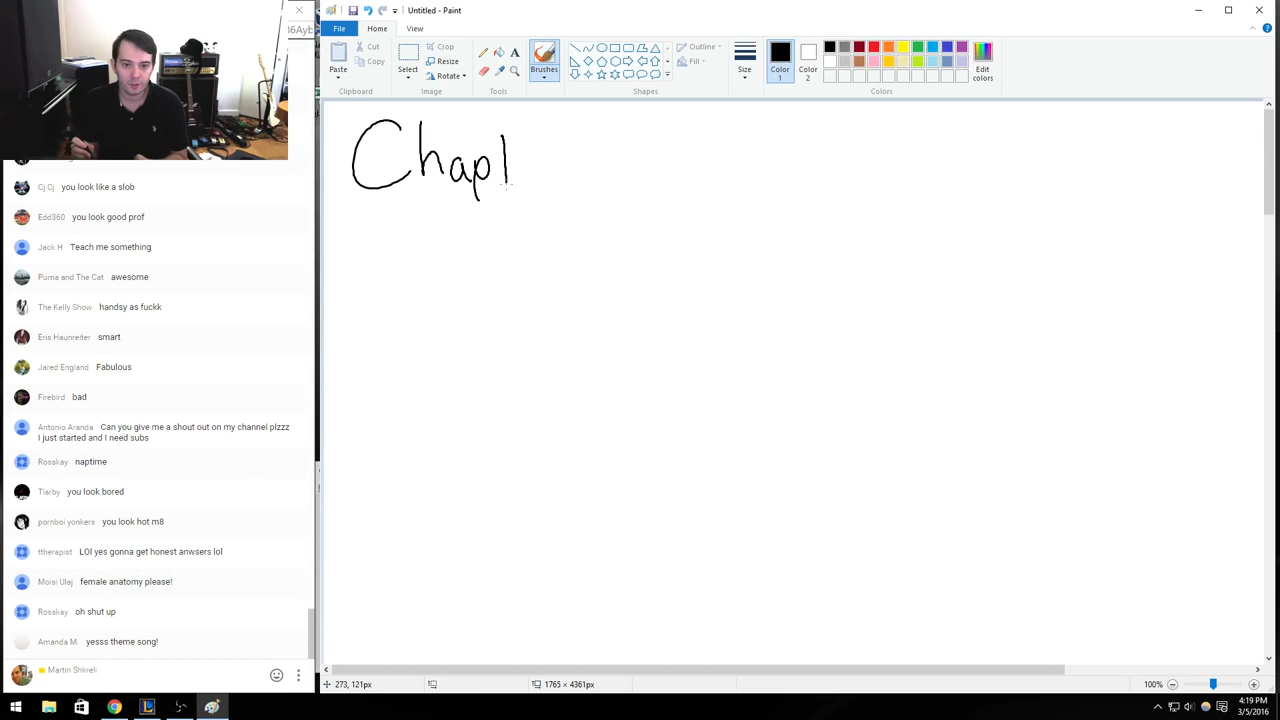 36Ayb
Untitled - Paint
File Home View
Cut Crop Outline
Copy Resize Fill
Paste Select Rotate Brushes Size Color 1 Color 2 Edit colors
Clipboard Image Tools Shapes Colors
Chap
Cj Cj you look like a slob
Edd360 you look good prof
Jack H Teach me something
Puma and The Cat awesome
The Kelly Show handsy as fuckk
Eris Haunreiter smart
Jared England Fabulous
Firebird bad
Antonio Aranda Can you give me a shout out on my channel plzzz
I just started and I need subs
Rosskay naptime
Tlarby you look bored
pornboi yonkers you look hot m8
ttherapist LOl yes gonna get honest anwsers lol
Moisi Ulaj female anatomy please!
Rosskay oh shut up
Amanda M. yesss theme song!
Martin Shkreli
273, 121px 1765 × 4361px 100%
4:19 PM
3/5/2016